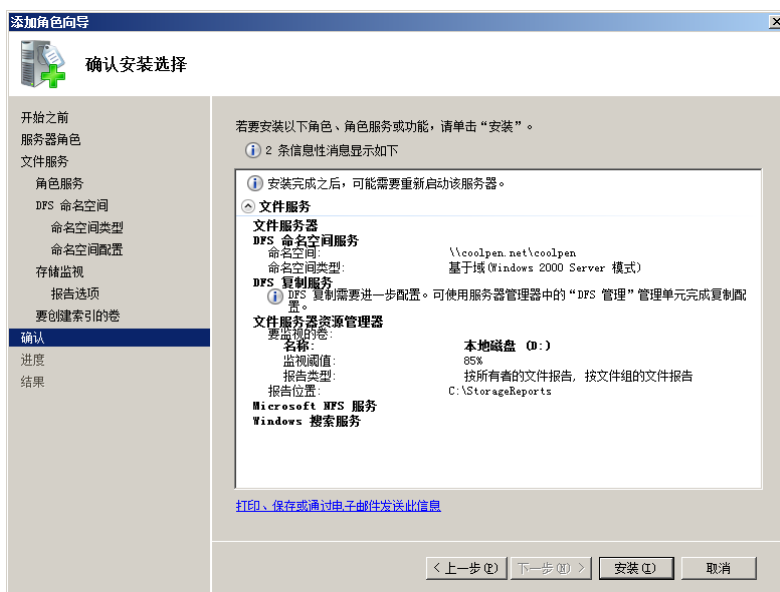 添加角色向导
确认安装选择
开始之前
服务器角色
文件服务
角色服务
DFS 命名空间
命名空间类型
命名空间配置
存储监视
报告选项
要创建索引的卷
确认
进度
结果
若要安装以下角色、角色服务或功能，请单击“安装”。
2 条信息性消息显示如下
安装完成之后，可能需要重新启动该服务器。
文件服务
文件服务器
DFS 命名空间服务
命名空间: \\coolpen.net\coolpen
命名空间类型: 基于域(Windows 2000 Server 模式)
DFS 复制服务
DFS 复制需要进一步配置。可使用服务器管理器中的“DFS 管理”管理单元完成复制配
置。
文件服务器资源管理器
要监视的卷:
名称: 本地磁盘 (D:)
监视阈值: 85%
报告类型: 按所有者的文件报告, 按文件组的文件报告
报告位置: C:\StorageReports
Microsoft NFS 服务
Windows 搜索服务
打印、保存或通过电子邮件发送此信息
< 上一步(P) 下一步(N) > 安装(I) 取消